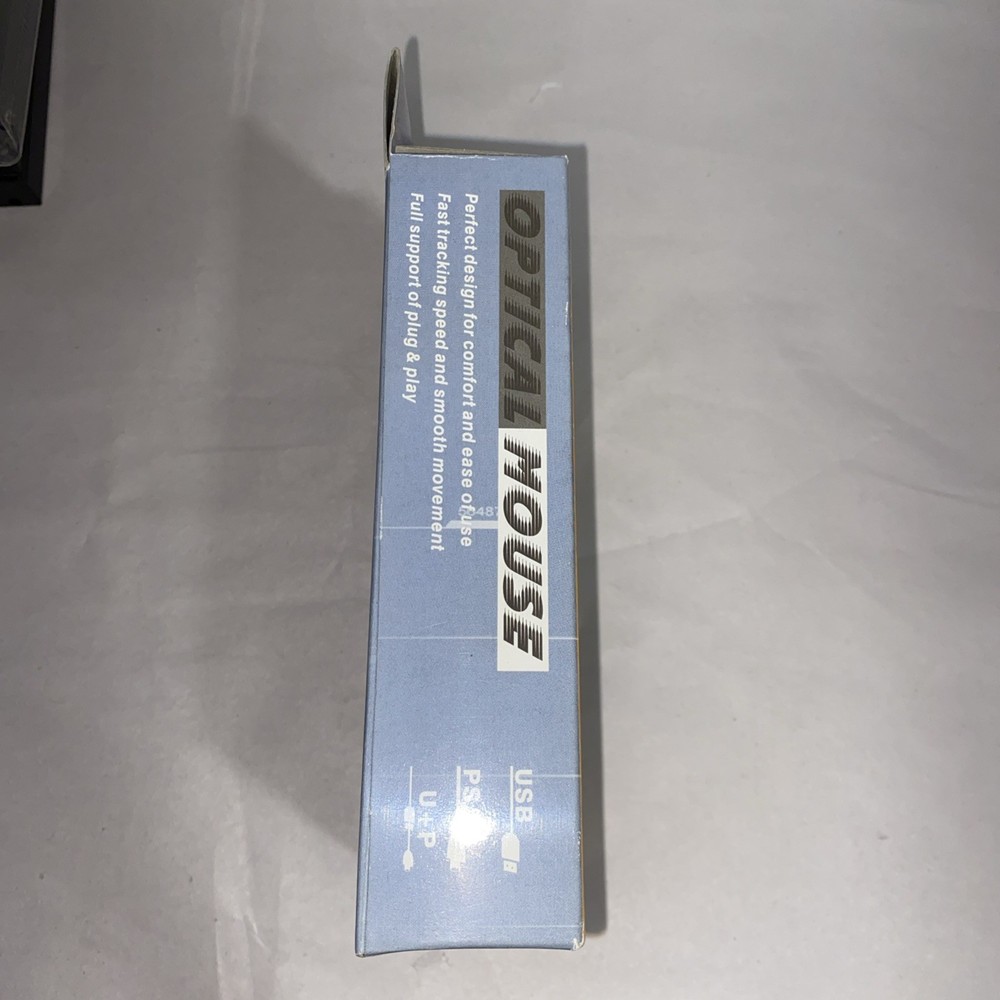 OPTICAL MOUSE
Perfect design for comfort and ease of use
Fast tracking speed and smooth movement
Full support of plug & play
USB
PS
U+P